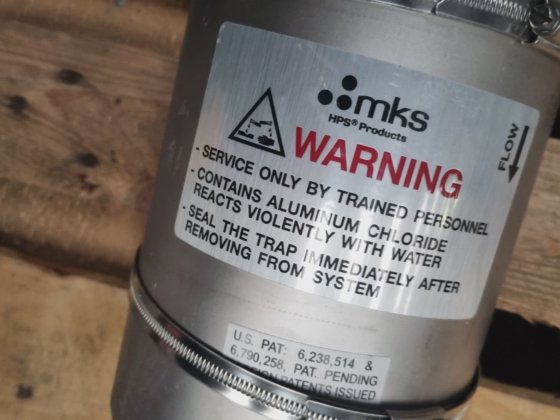 mks
HPS® Products
WARNING
FLOW
- SERVICE ONLY BY TRAINED PERSONNEL
- CONTAINS ALUMINUM CHLORIDE
REACTS VIOLENTLY WITH WATER
- SEAL THE TRAP IMMEDIATELY AFTER
REMOVING FROM SYSTEM
U.S. PAT: 6,238,514 &
6,790,258, PAT. PENDING
PATENTS ISSUED